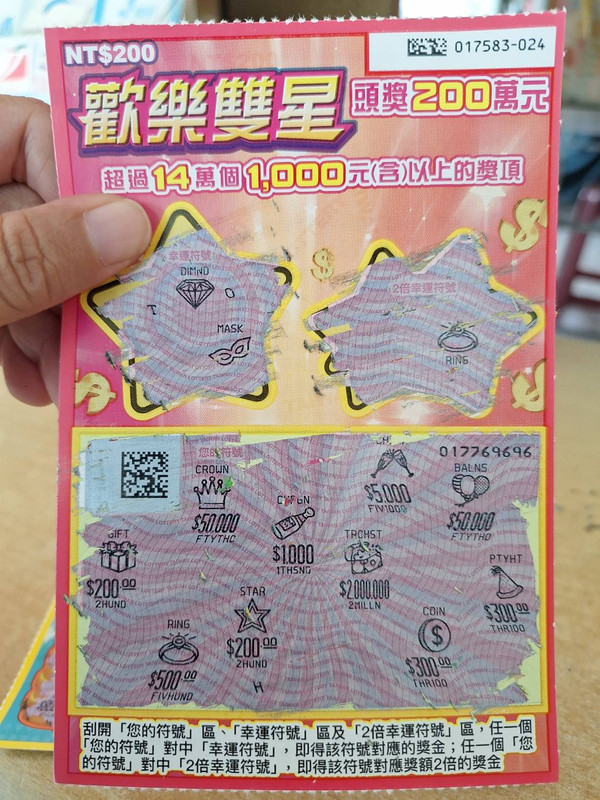 NT$200
017583-024
歡樂雙星
頭獎200萬元
超過14萬個1,000元(含)以上的獎項
幸運符號
DIMND
T
O
MASK
2倍幸運符號
RING
您的符號
017769696
CROWN
$50,000
FTYTHO
$5,000
FIV1000
BALNS
$50,000
FTYTHO
$1,000
1THSND
GIFT
$200.00
2HUND
TRCHST
$2,000,000
2MILLN
PTYHT
$300.00
THR100
STAR
$200.00
2HUND
COIN
$300.00
THR100
RING
$500.00
FIVHUND
H
刮開「您的符號」區、「幸運符號」區及「2倍幸運符號」區，任一個
「您的符號」對中「幸運符號」，即得該符號對應的獎金；任一個「您
的符號」對中「2倍幸運符號」，即得該符號對應獎額2倍的獎金